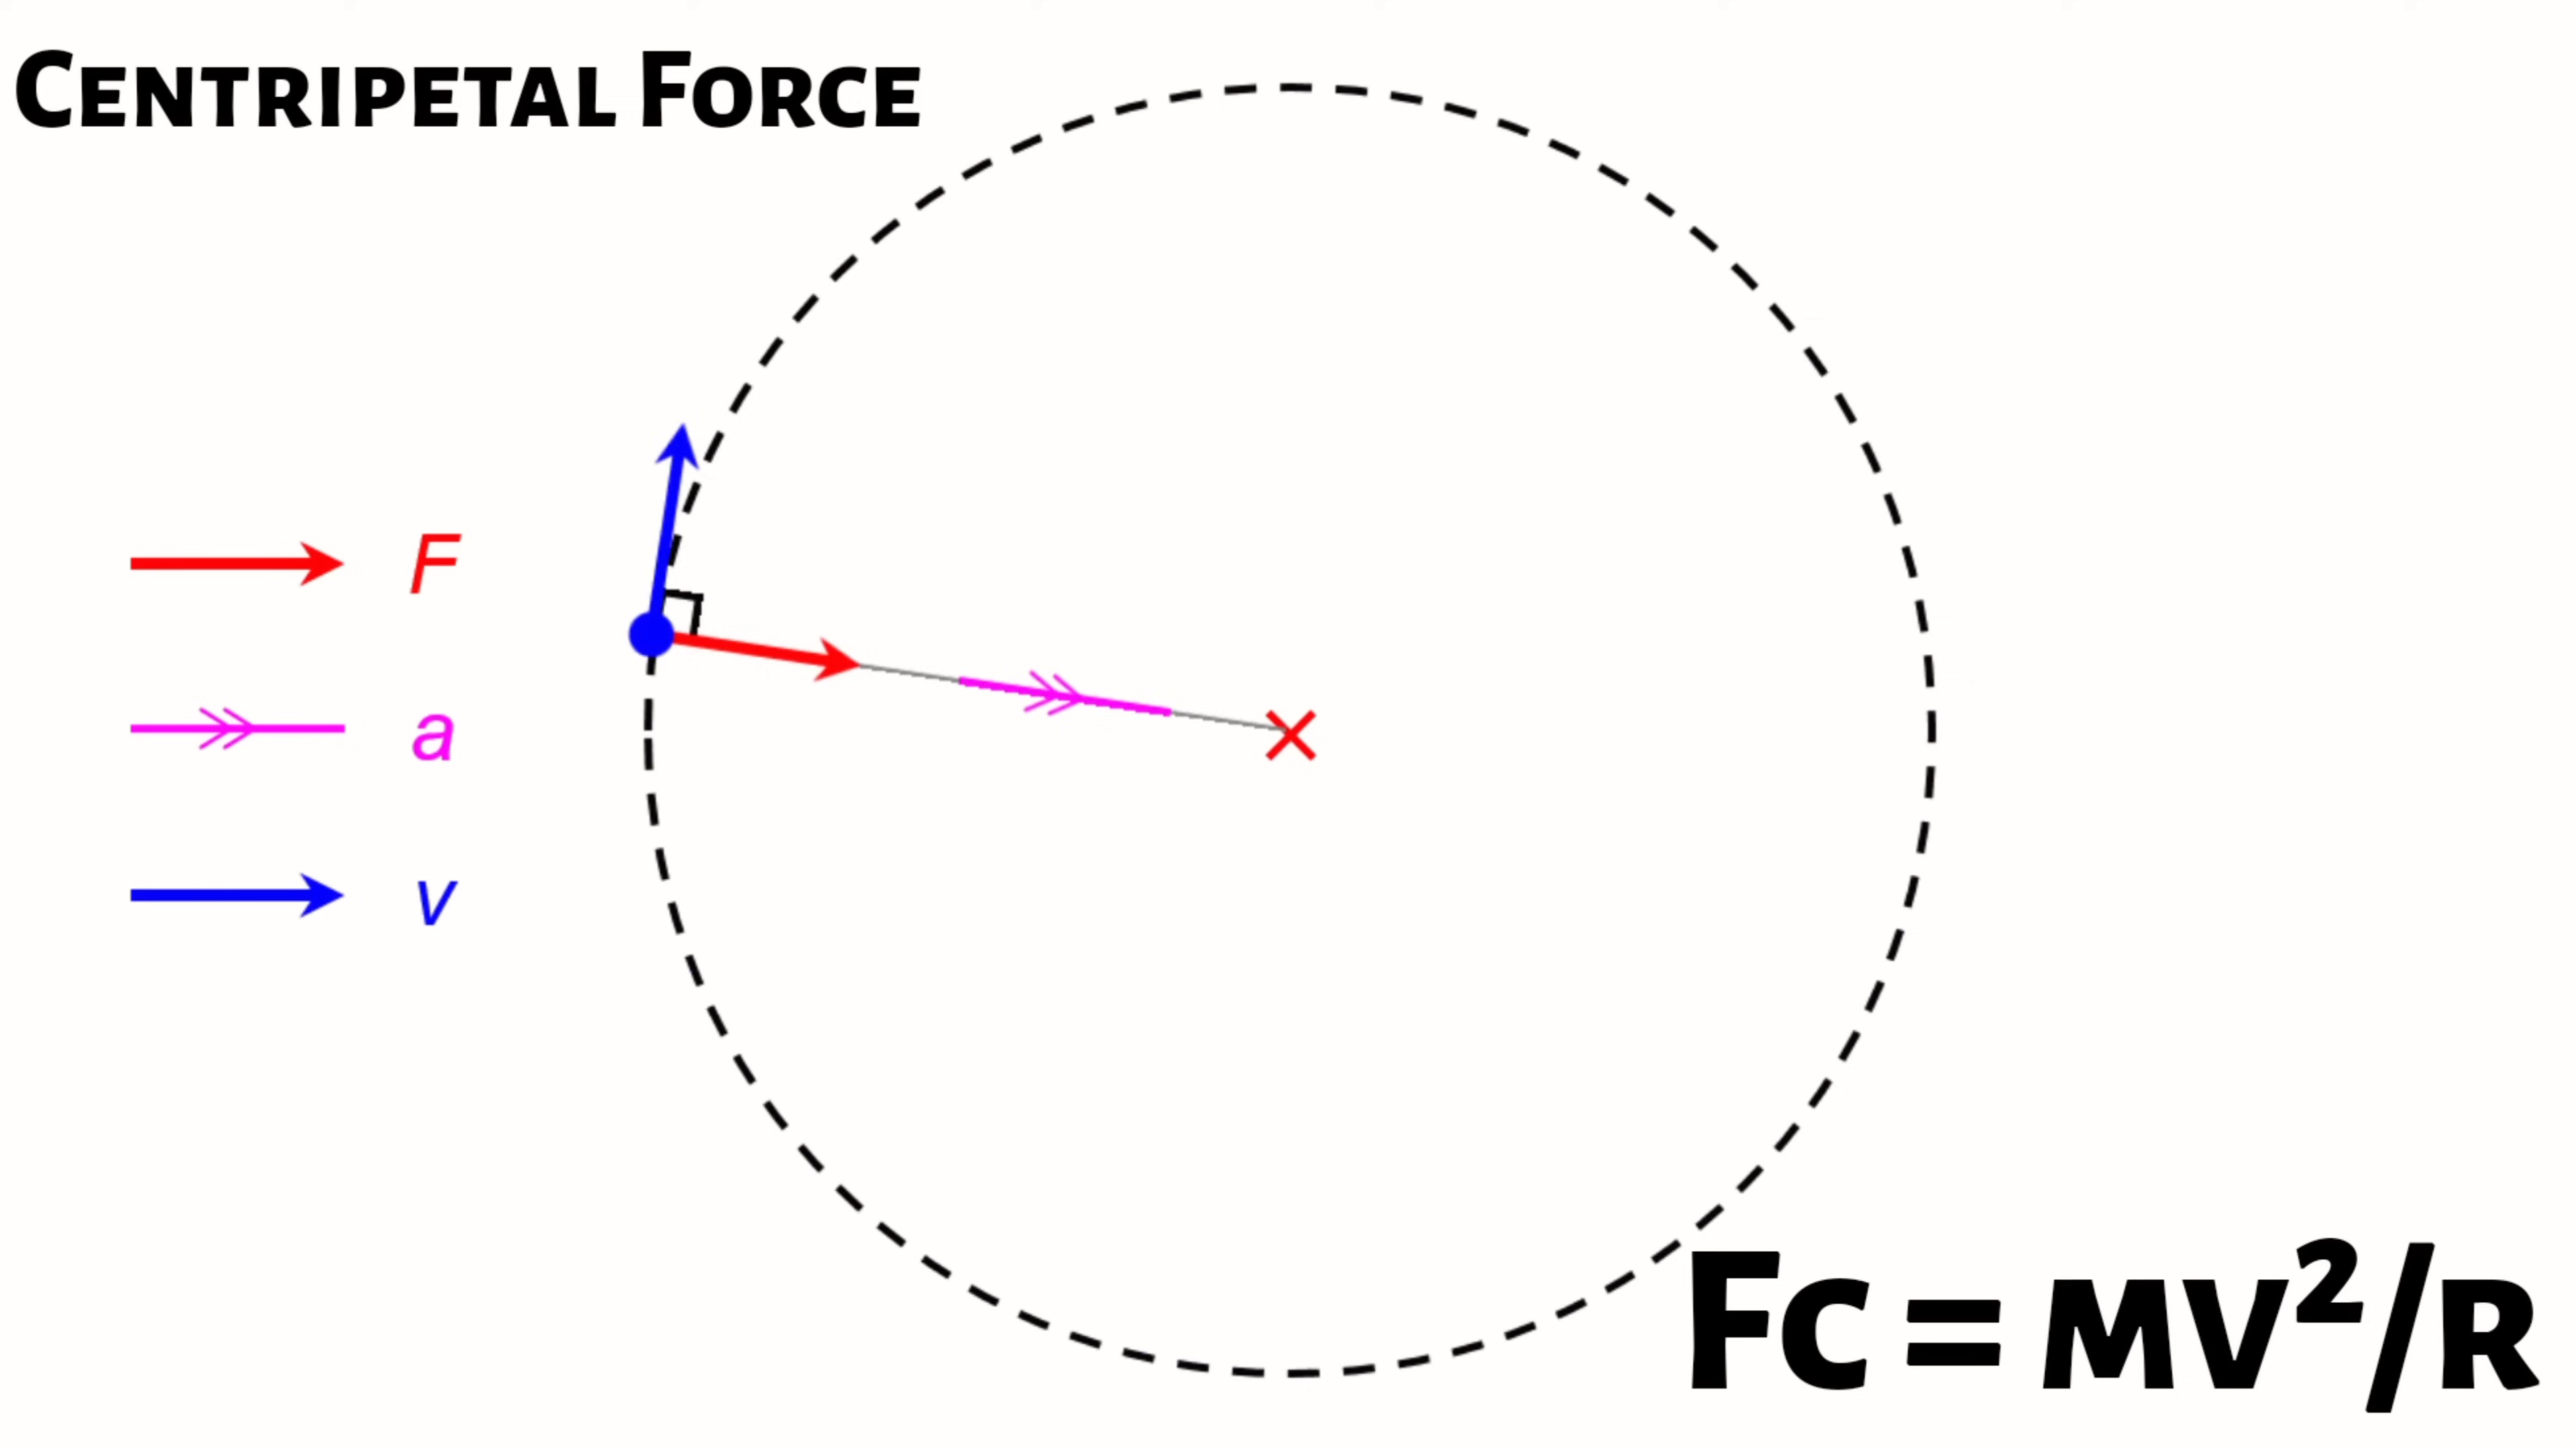 CENTRIPETAL FORCE
F
a
v
FC = MV²/R